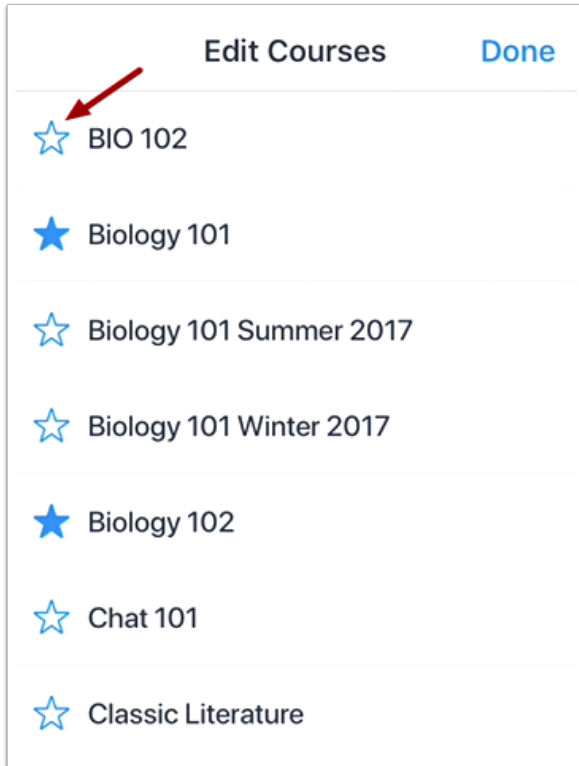 Edit Courses Done
BIO 102
Biology 101
Biology 101 Summer 2017
Biology 101 Winter 2017
Biology 102
Chat 101
Classic Literature